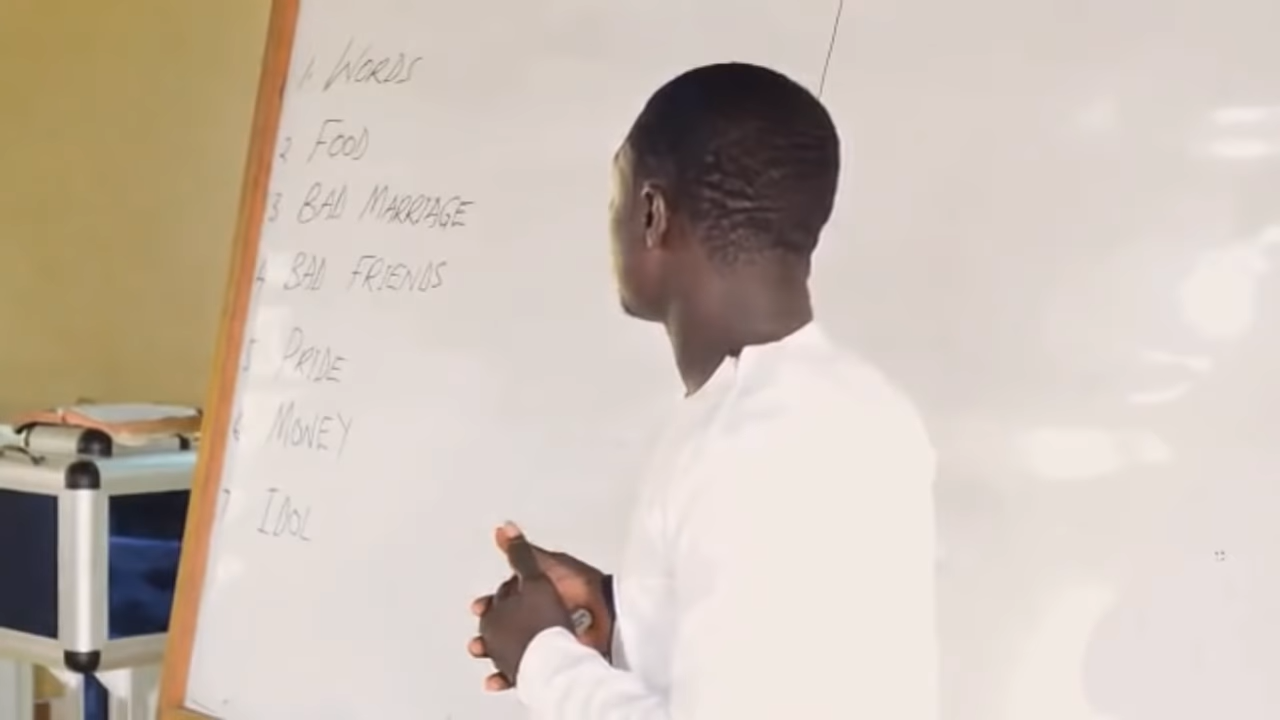 1. WORDS
2 FOOD
3 BAD MARRIAGE
4 BAD FRIENDS
5 PRIDE
6 MONEY
7 IDOL